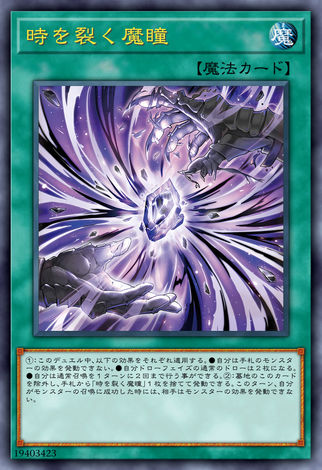 時を裂く魔瞳
魔
【魔法カード】
①:このデュエル中、以下の効果をそれぞれ適用する。●自分は手札のモンスター
の効果を発動できない。●自分ドローフェイズの通常のドローは2枚になる。
●自分は通常召喚を1ターンに2回まで行う事ができる。②:墓地のこのカード
を除外し、手札から「時を裂く魔瞳」1枚を捨てて発動できる。このターン、自分
がモンスターの召喚に成功した時には、相手はモンスターの効果を発動できな
い。
19403423